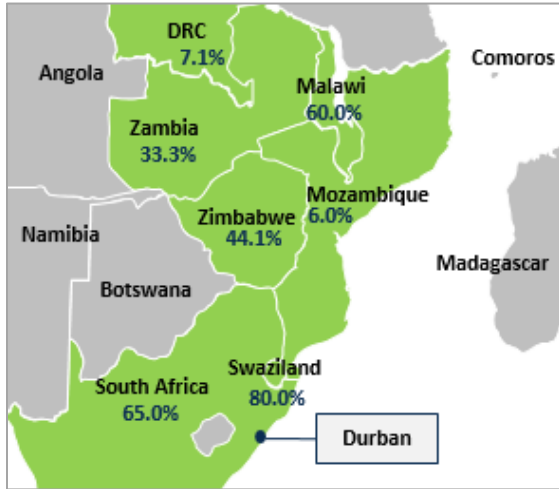 DRC
7.1%
Comoros
Angola
Malawi
60.0%
Zambia
33.3%
Mozambique
6.0%
Zimbabwe
44.1%
Namibia
Madagascar
Botswana
Swaziland
80.0%
South Africa
65.0%
Durban